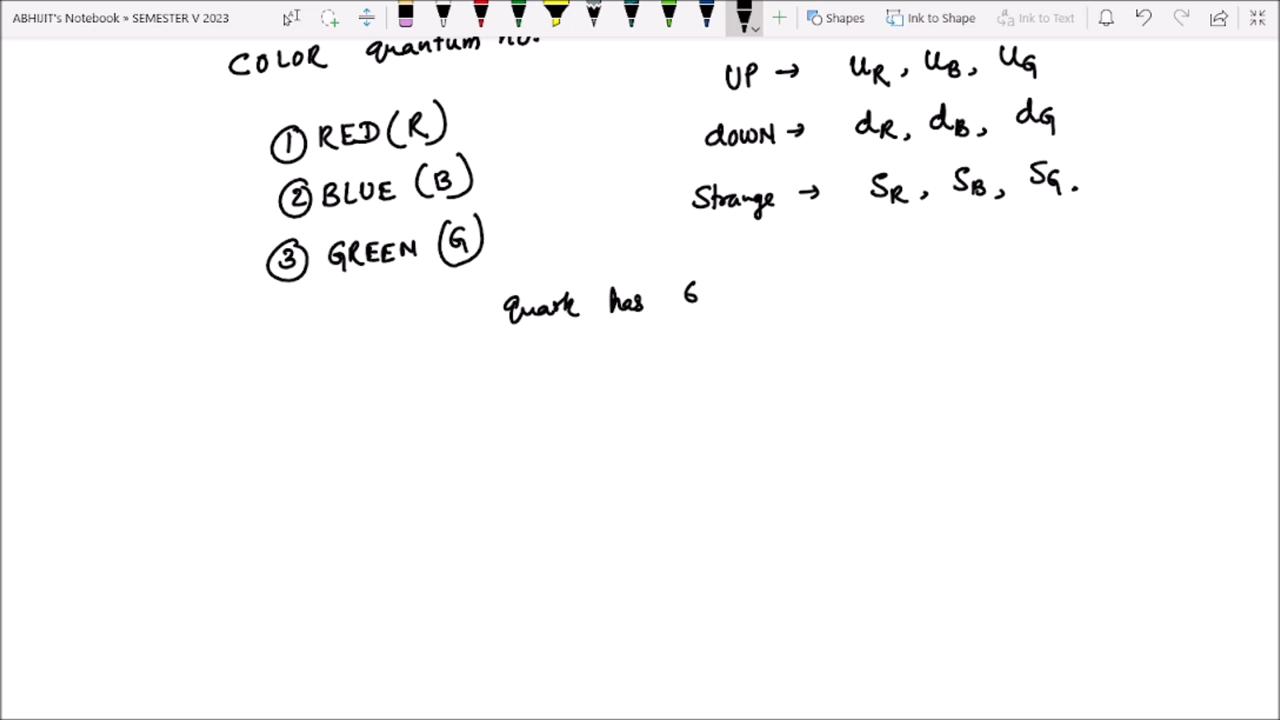 ABHIJIT's Notebook » SEMESTER V 2023
Shapes
Ink to Shape
Ink to Text
COLOR quantum no.
① RED (R)
② BLUE (B)
③ GREEN (G)
UP → uR, uB, uG
down → dR, dB, dG
Strange → SR, SB, SG.
quark has 6